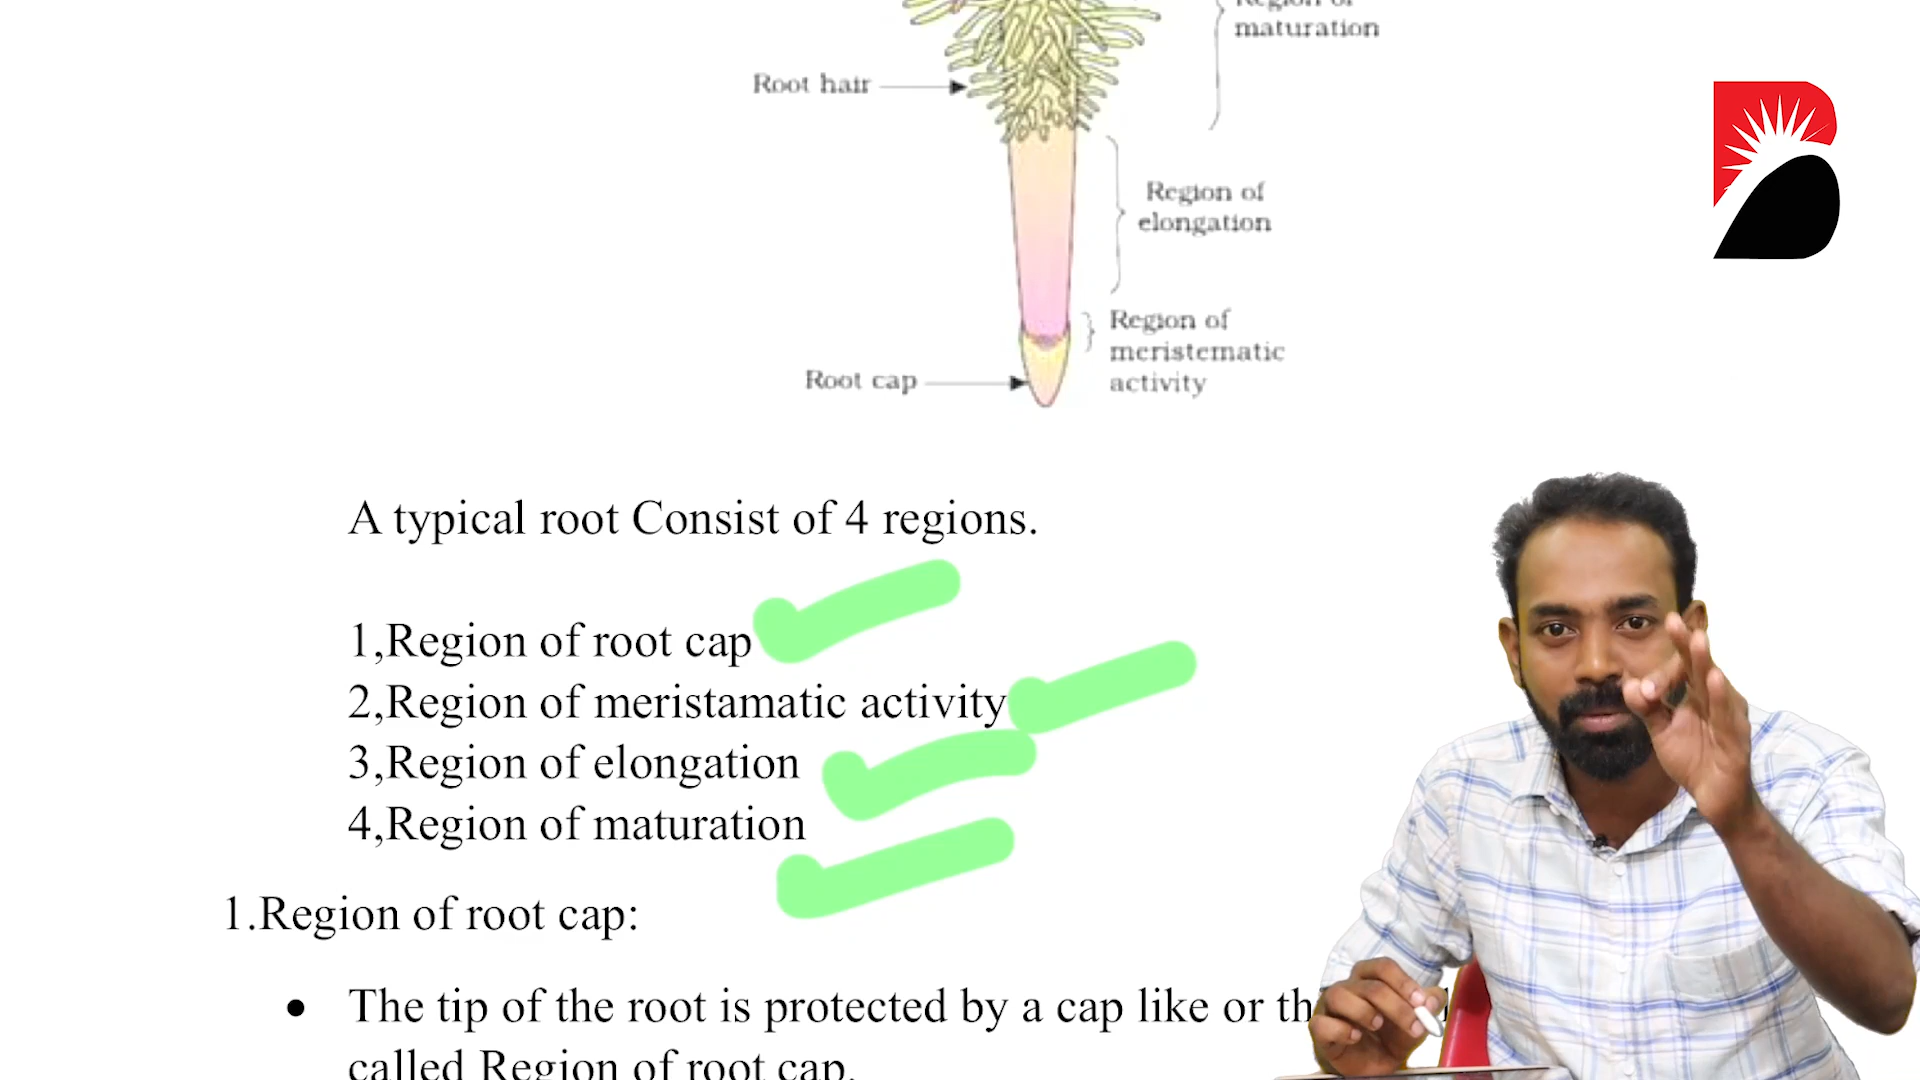 Region of
maturation
Root hair
Region of
elongation
Region of
meristematic
activity
Root cap
A typical root Consist of 4 regions.
1,Region of root cap
2,Region of meristamatic activity
3,Region of elongation
4,Region of maturation
1.Region of root cap:
• The tip of the root is protected by a cap like or
called Region of root cap.